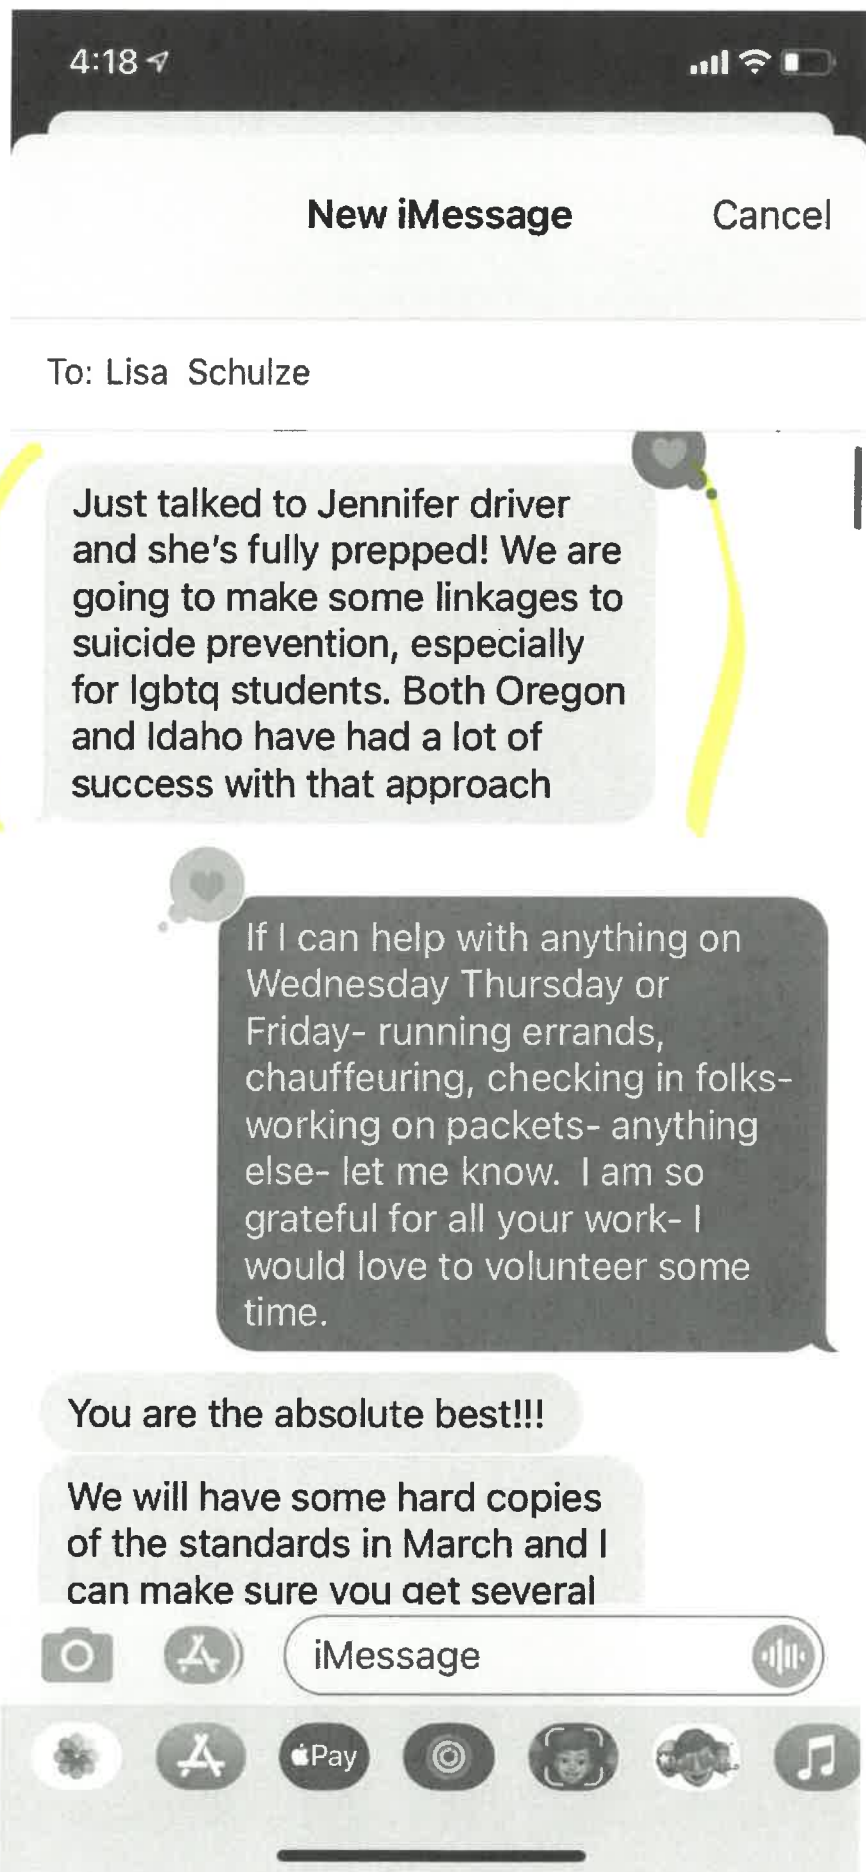 4:18
New iMessage
Cancel
To: Lisa Schulze
Just talked to Jennifer driver
and she's fully prepped! We are
going to make some linkages to
suicide prevention, especially
for lgbtq students. Both Oregon
and Idaho have had a lot of
success with that approach
If I can help with anything on
Wednesday Thursday or
Friday- running errands,
chauffeuring, checking in folks-
working on packets- anything
else- let me know. I am so
grateful for all your work- I
would love to volunteer some
time.
You are the absolute best!!!
We will have some hard copies
of the standards in March and I
can make sure you get several
iMessage
Pay